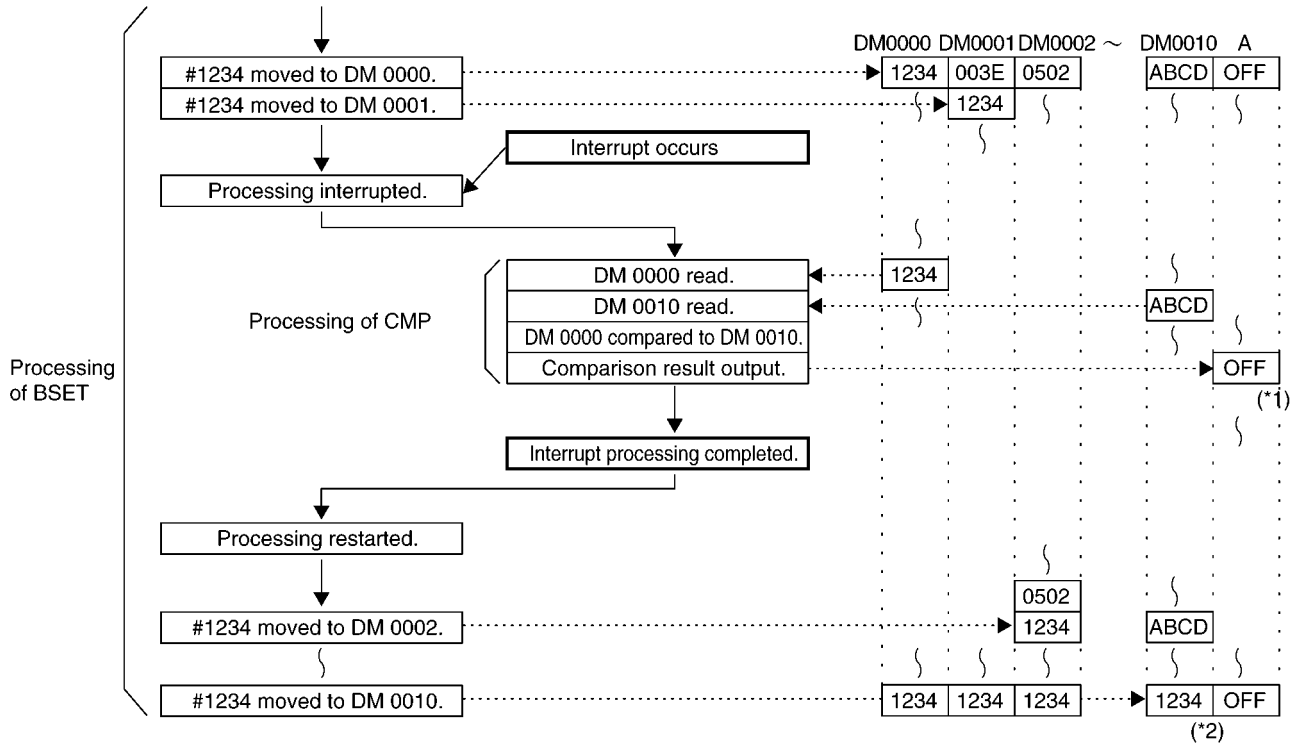 DM0000 DM0001 DM0002 ～ DM0010 A
#1234 moved to DM 0000.
1234 003E 0502 ABCD OFF
#1234 moved to DM 0001.
1234
Interrupt occurs
Processing interrupted.
Processing of CMP
DM 0000 read.
1234
DM 0010 read.
ABCD
DM 0000 compared to DM 0010.
Comparison result output.
OFF
(*1)
Processing
of BSET
Interrupt processing completed.
Processing restarted.
0502
#1234 moved to DM 0002.
1234 ABCD
#1234 moved to DM 0010.
1234 1234 1234 1234 OFF
(*2)